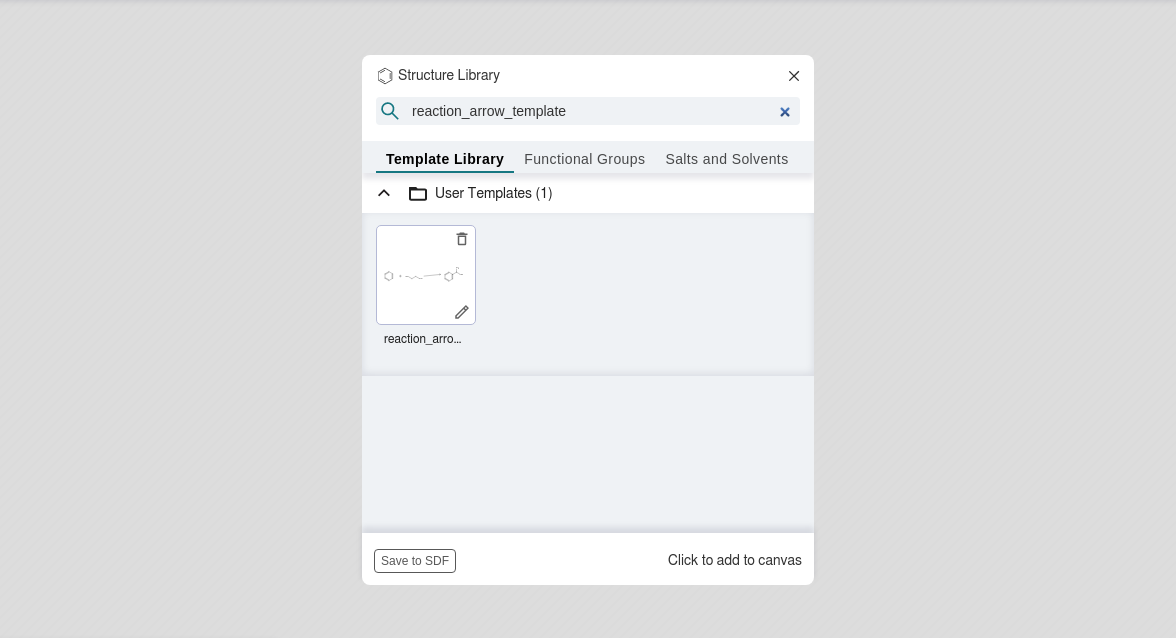 Structure Library
reaction_arrow_template
Template Library
Functional Groups
Salts and Solvents
User Templates (1)
reaction_arro...
Save to SDF
Click to add to canvas